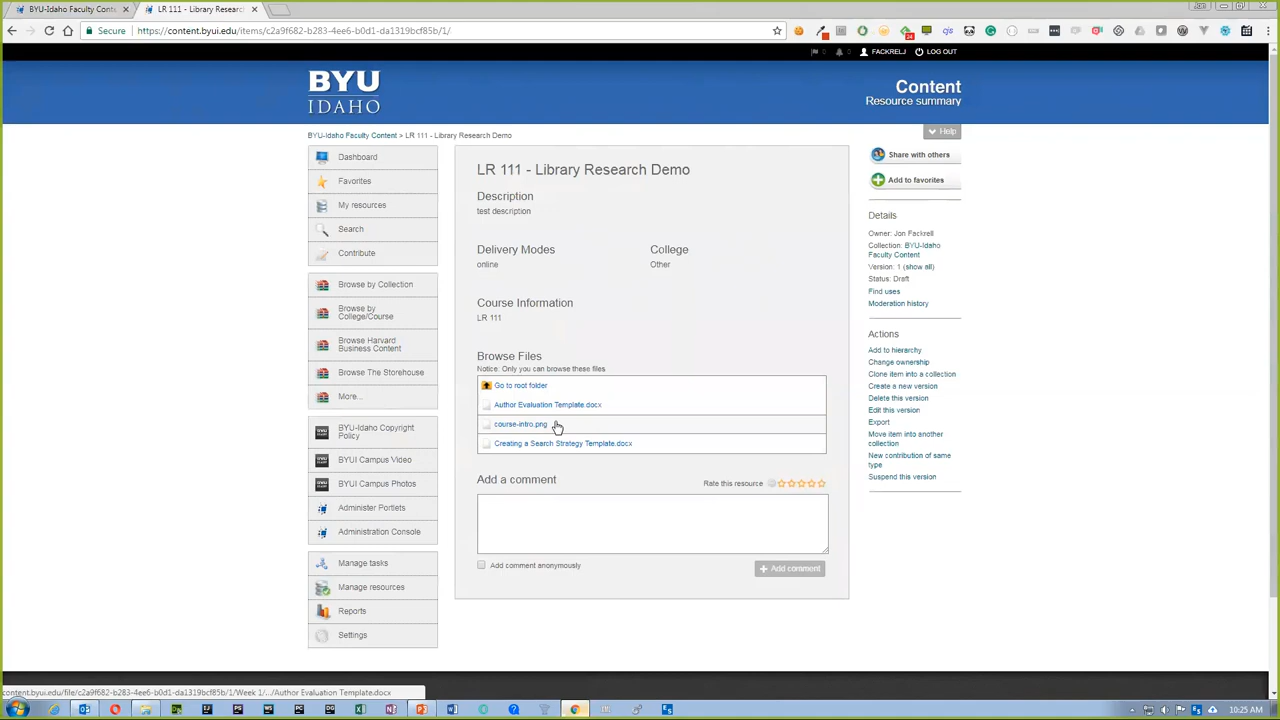 BYU-Idaho Faculty Conte
LR 111 - Library Researc
Jon
Secure
https://content.byui.edu/items/c2a9f682-b283-4ee6-b0d1-da1319bcf85b/1/
FACKRELJ
LOG OUT
BYU
IDAHO
Content
Resource summary
BYU-Idaho Faculty Content > LR 111 - Library Research Demo
Help
Dashboard
Favorites
My resources
Search
Contribute
Browse by Collection
Browse by
College/Course
Browse Harvard
Business Content
Browse The Storehouse
More...
BYU-Idaho Copyright
Policy
BYUI Campus Video
BYUI Campus Photos
Administer Portlets
Administration Console
Manage tasks
Manage resources
Reports
Settings
LR 111 - Library Research Demo
Description
test description
Delivery Modes
College
online
Other
Course Information
LR 111
Browse Files
Notice: Only you can browse these files
Go to root folder
Author Evaluation Template.docx
course-intro.png
Creating a Search Strategy Template.docx
Add a comment
Rate this resource
Add comment anonymously
Add comment
Share with others
Add to favorites
Details
Owner: Jon Fackrell
Collection: BYU-Idaho
Faculty Content
Version: 1 (show all)
Status: Draft
Find uses
Moderation history
Actions
Add to hierarchy
Change ownership
Clone item into a collection
Create a new version
Delete this version
Edit this version
Export
Move item into another
collection
New contribution of same
type
Suspend this version
content.byui.edu/file/c2a9f682-b283-4ee6-b0d1-da1319bcf85b/1/Week 1/.../Author Evaluation Template.docx
10:25 AM